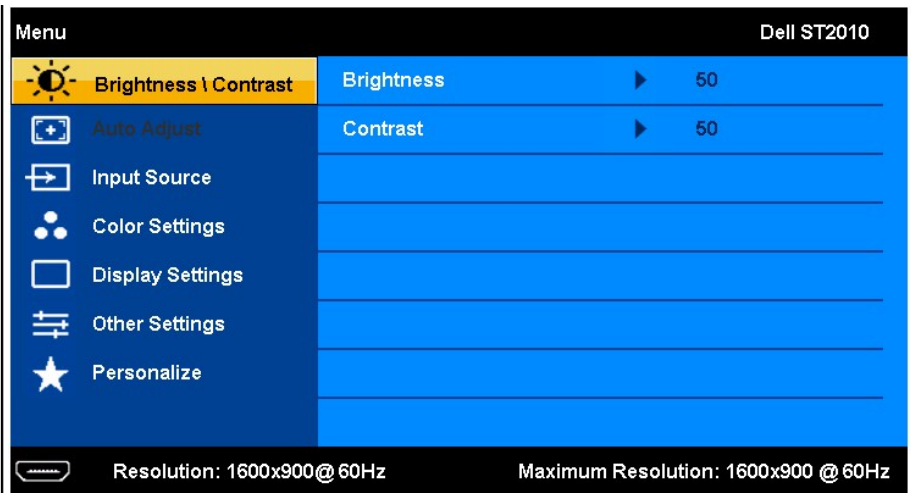 Menu Dell ST2010
Brightness \ Contrast Brightness 50
Auto Adjust Contrast 50
Input Source
Color Settings
Display Settings
Other Settings
Personalize
Resolution: 1600x900@60Hz Maximum Resolution: 1600x900 @60Hz